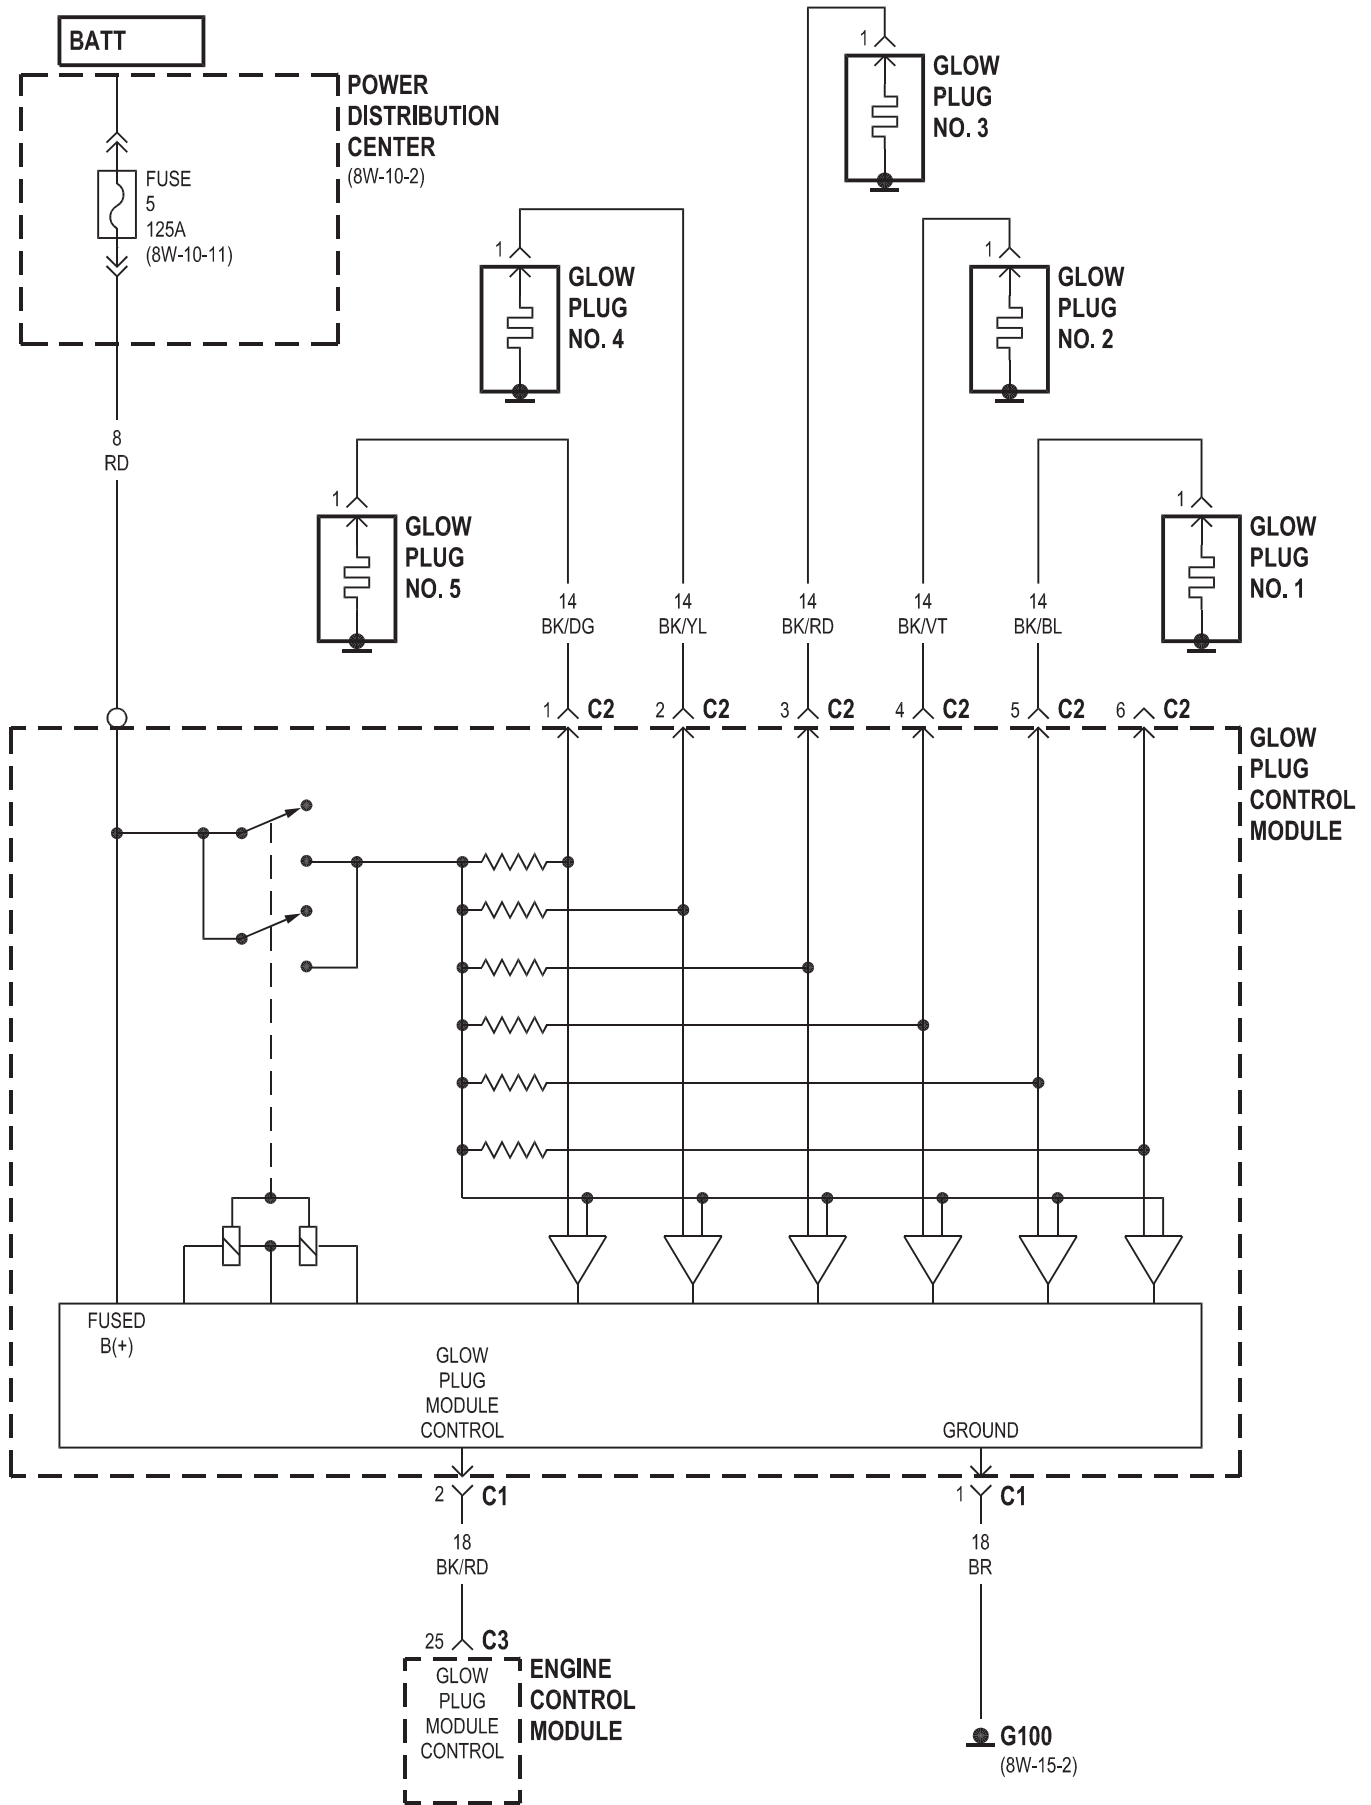 BATT
POWER
DISTRIBUTION
CENTER
(8W-10-2)
FUSE
5
125A
(8W-10-11)
8
RD
1
GLOW
PLUG
NO. 3
1
GLOW
PLUG
NO. 4
1
GLOW
PLUG
NO. 2
1
GLOW
PLUG
NO. 5
1
GLOW
PLUG
NO. 1
14
BK/DG
14
BK/YL
14
BK/RD
14
BK/VT
14
BK/BL
1 C2
2 C2
3 C2
4 C2
5 C2
6 C2
GLOW
PLUG
CONTROL
MODULE
FUSED
B(+)
GLOW
PLUG
MODULE
CONTROL
GROUND
2 C1
1 C1
18
BK/RD
18
BR
25 C3
GLOW
PLUG
MODULE
CONTROL
ENGINE
CONTROL
MODULE
G100
(8W-15-2)